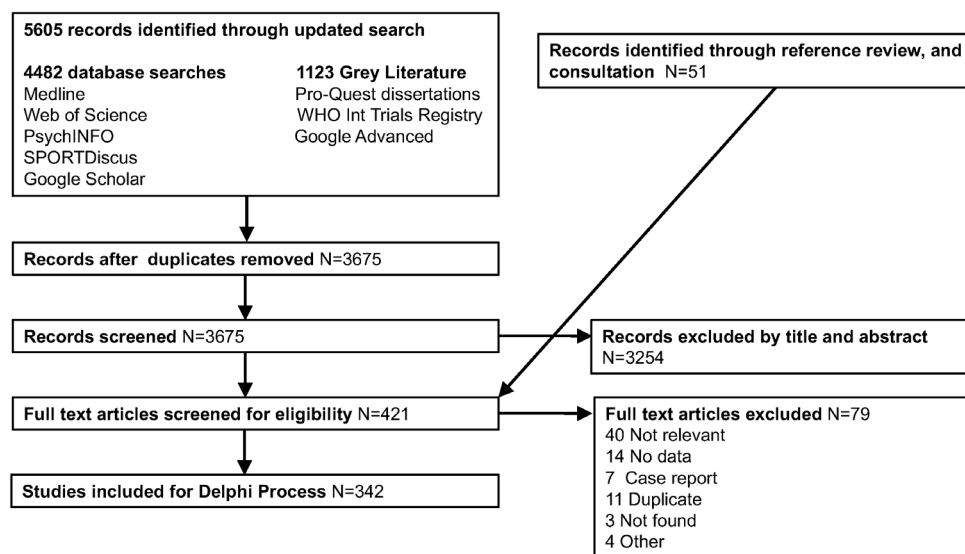 5605 records identified through updated search
4482 database searches
Medline
Web of Science
PsychINFO
SPORTDiscus
Google Scholar
1123 Grey Literature
Pro-Quest dissertations
WHO Int Trials Registry
Google Advanced
Records identified through reference review, and
consultation N=51
Records after duplicates removed N=3675
Records screened N=3675
Records excluded by title and abstract
N=3254
Full text articles screened for eligibility N=421
Full text articles excluded N=79
40 Not relevant
14 No data
7 Case report
11 Duplicate
3 Not found
4 Other
Studies included for Delphi Process N=342